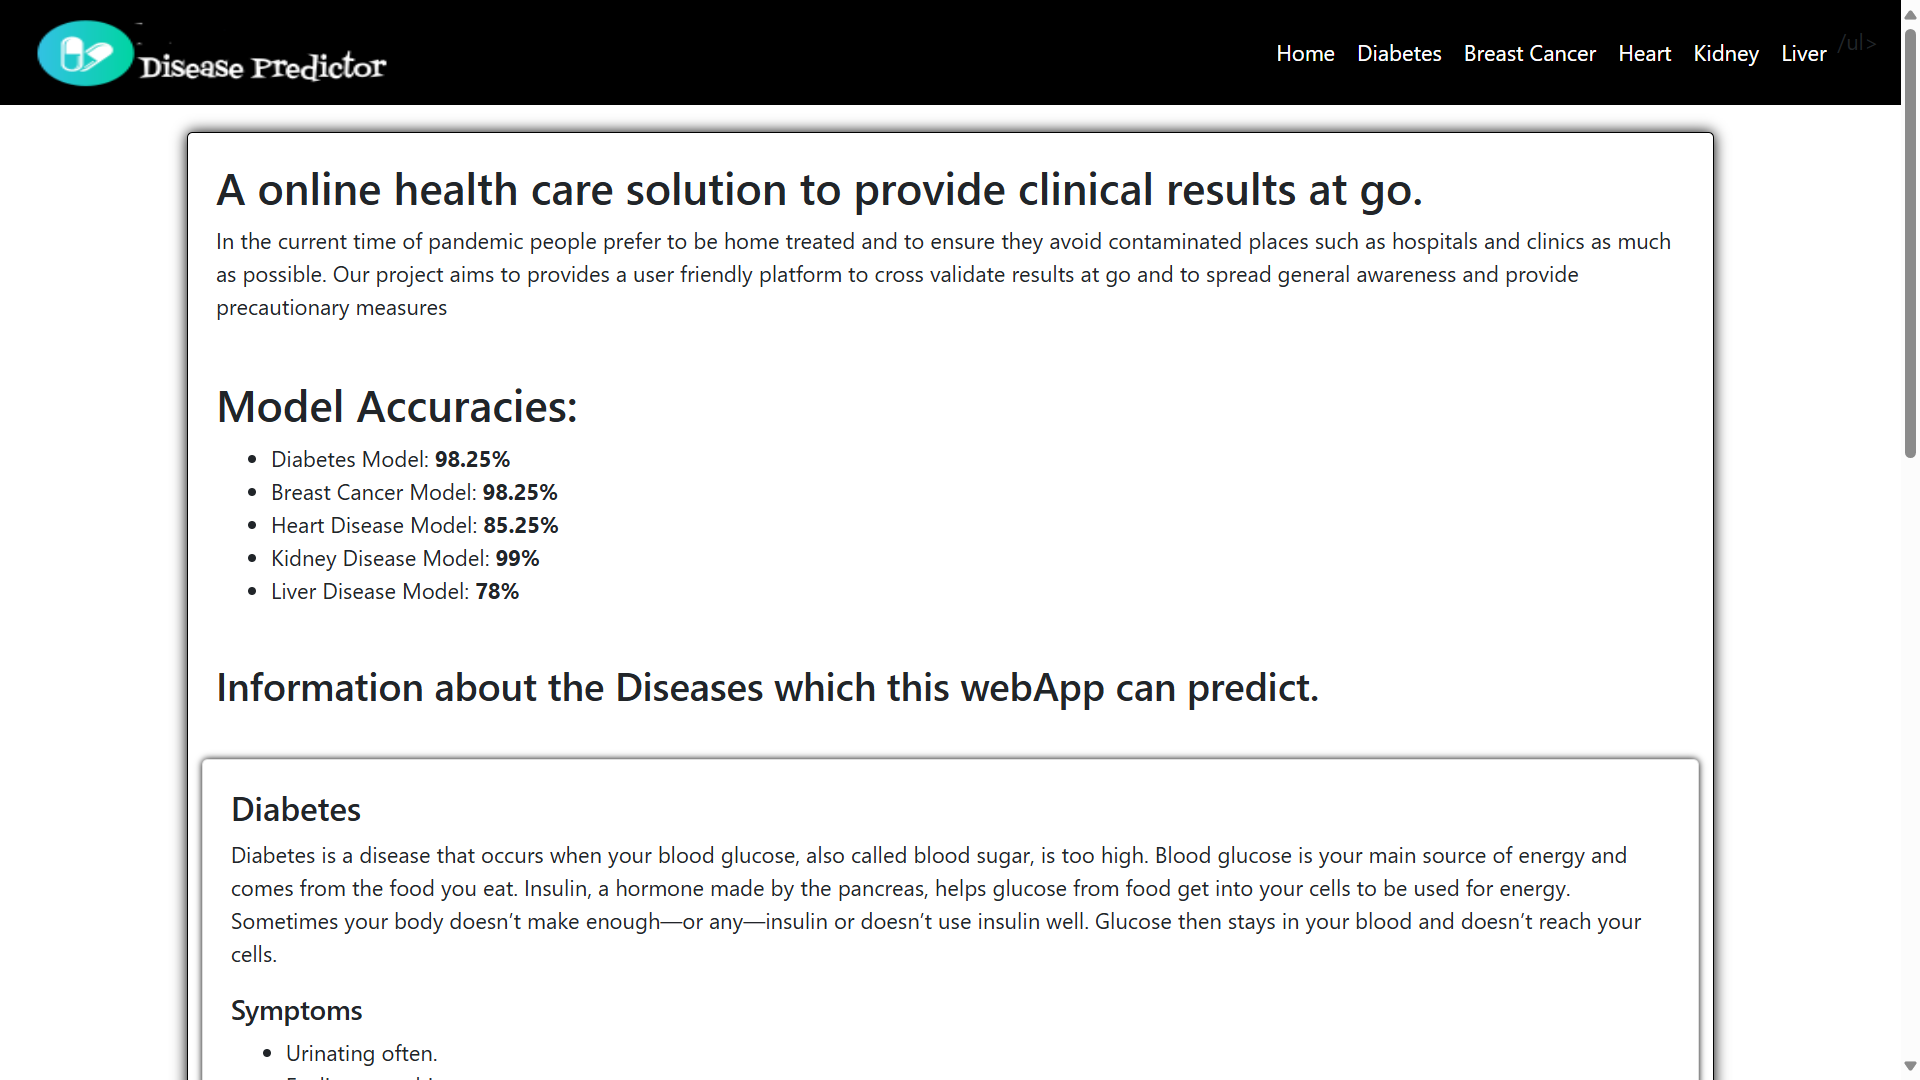 Disease Predictor
Home Diabetes Breast Cancer Heart Kidney Liver /ul>
A online health care solution to provide clinical results at go.
In the current time of pandemic people prefer to be home treated and to ensure they avoid contaminated places such as hospitals and clinics as much
as possible. Our project aims to provides a user friendly platform to cross validate results at go and to spread general awareness and provide
precautionary measures
Model Accuracies:
• Diabetes Model: 98.25%
• Breast Cancer Model: 98.25%
• Heart Disease Model: 85.25%
• Kidney Disease Model: 99%
• Liver Disease Model: 78%
Information about the Diseases which this webApp can predict.
Diabetes
Diabetes is a disease that occurs when your blood glucose, also called blood sugar, is too high. Blood glucose is your main source of energy and
comes from the food you eat. Insulin, a hormone made by the pancreas, helps glucose from food get into your cells to be used for energy.
Sometimes your body doesn’t make enough—or any—insulin or doesn’t use insulin well. Glucose then stays in your blood and doesn’t reach your
cells.
Symptoms
• Urinating often.